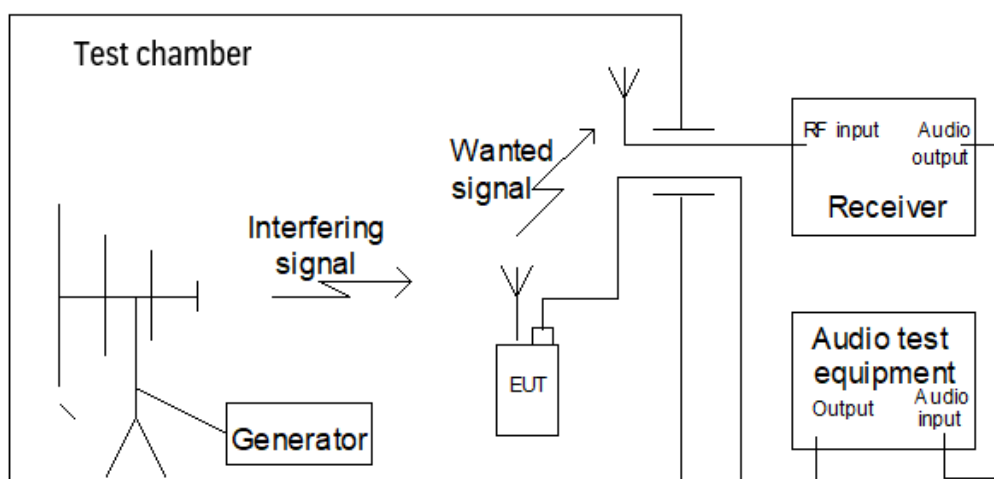 Test chamber
RF input
Audio
output
Receiver
Wanted
signal
Interfering
signal
EUT
Generator
Audio test
equipment
Output
Audio
input